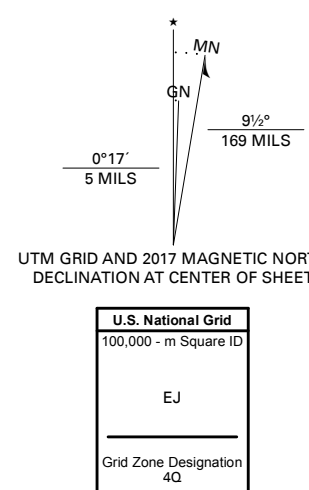 ★
MN
GN
9½°
169 MILS
0°17´
5 MILS
UTM GRID AND 2017 MAGNETIC NORT
DECLINATION AT CENTER OF SHEET
U.S. National Grid
100,000 - m Square ID
EJ
Grid Zone Designation
4Q